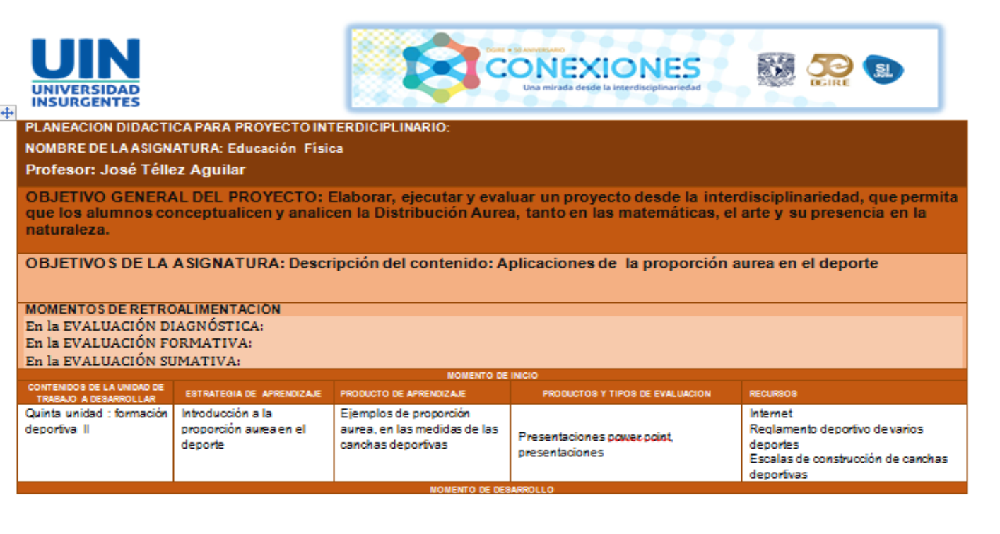 UIN
UNIVERSIDAD
INSURGENTES
DGIRE • 50 ANIVERSARIO
CONEXIONES
Una mirada desde la interdisciplinariedad
50
DGIRE
SI
PLANEACION DIDACTICA PARA PROYECTO INTERDICIPLINARIO:
NOMBRE DE LA ASIGNATURA: Educación Física
Profesor: José Téllez Aguilar
OBJETIVO GENERAL DEL PROYECTO: Elaborar, ejecutar y evaluar un proyecto desde la interdisciplinariedad, que permita
que los alumnos conceptualicen y analicen la Distribución Aurea, tanto en las matemáticas, el arte y su presencia en la
naturaleza.
OBJETIVOS DE LA ASIGNATURA: Descripción del contenido: Aplicaciones de la proporción aurea en el deporte
MOMENTOS DE RETROALIMENTACIÓN
En la EVALUACIÓN DIAGNÓSTICA:
En la EVALUACIÓN FORMATIVA:
En la EVALUACIÓN SUMATIVA:
MOMENTO DE INICIO
CONTENIDOS DE LA UNIDAD DE
TRABAJO A DESARROLLAR
ESTRATEGIA DE APRENDIZAJE
PRODUCTO DE APRENDIZAJE
PRODUCTOS Y TIPOS DE EVALUACION
RECURSOS
Quinta unidad : formación
deportiva II
Introducción a la
proporción aurea en el
deporte
Ejemplos de proporción
aurea, en las medidas de las
canchas deportivas
Presentaciones power point,
presentaciones
Internet
Reglamento deportivo de varios
deportes
Escalas de construcción de canchas
deportivas
MOMENTO DE DESARROLLO